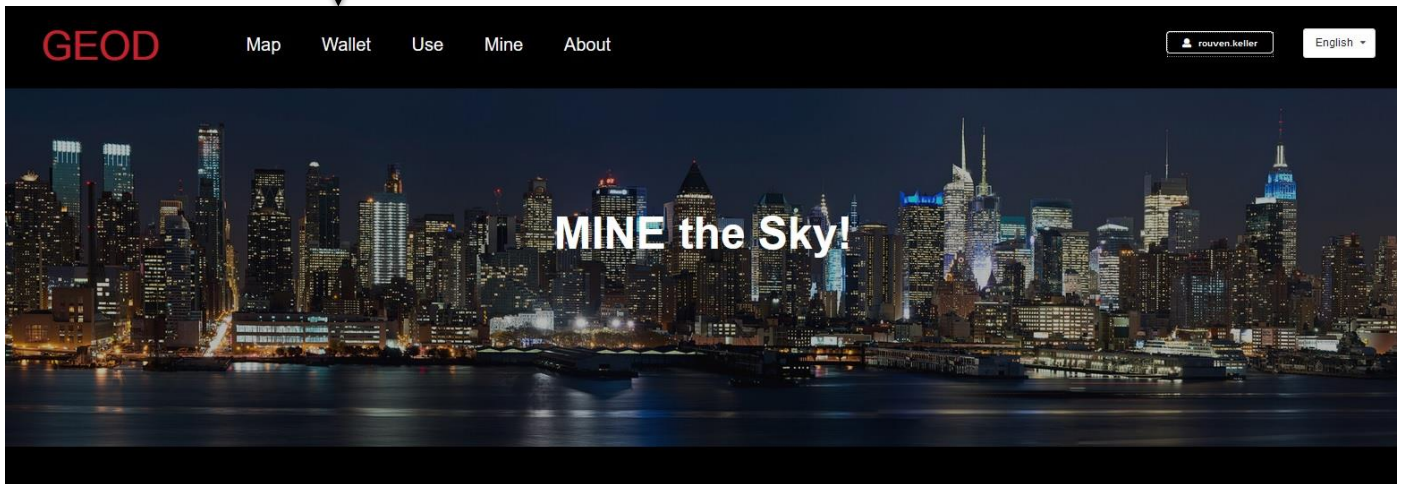 GEOD
Map Wallet Use Mine About
rouven.keller
English
MINE the Sky!